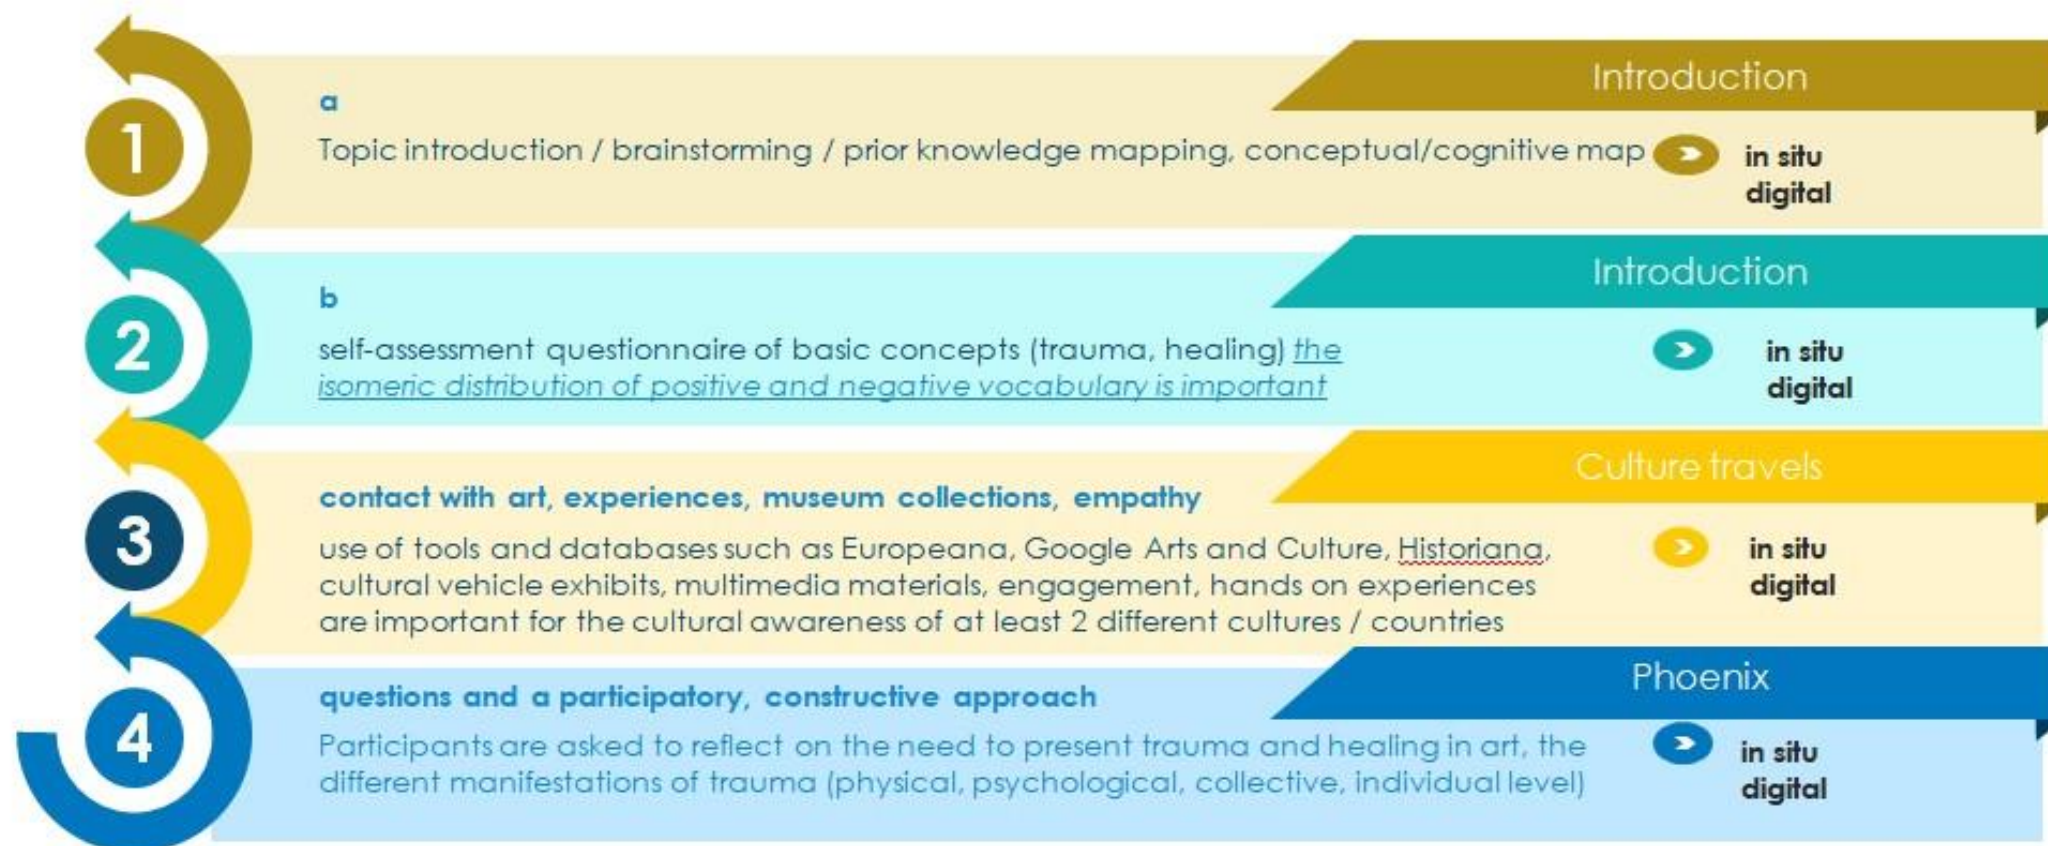 Introduction
1
a
Topic introduction / brainstorming / prior knowledge mapping, conceptual/cognitive map
in situ
digital
Introduction
2
b
self-assessment questionnaire of basic concepts (trauma, healing) the
isomeric distribution of positive and negative vocabulary is important
in situ
digital
Culture travels
3
contact with art, experiences, museum collections, empathy
use of tools and databases such as Europeana, Google Arts and Culture, Historiana,
cultural vehicle exhibits, multimedia materials, engagement, hands on experiences
are important for the cultural awareness of at least 2 different cultures / countries
in situ
digital
Phoenix
4
questions and a participatory, constructive approach
Participants are asked to reflect on the need to present trauma and healing in art, the
different manifestations of trauma (physical, psychological, collective, individual level)
in situ
digital